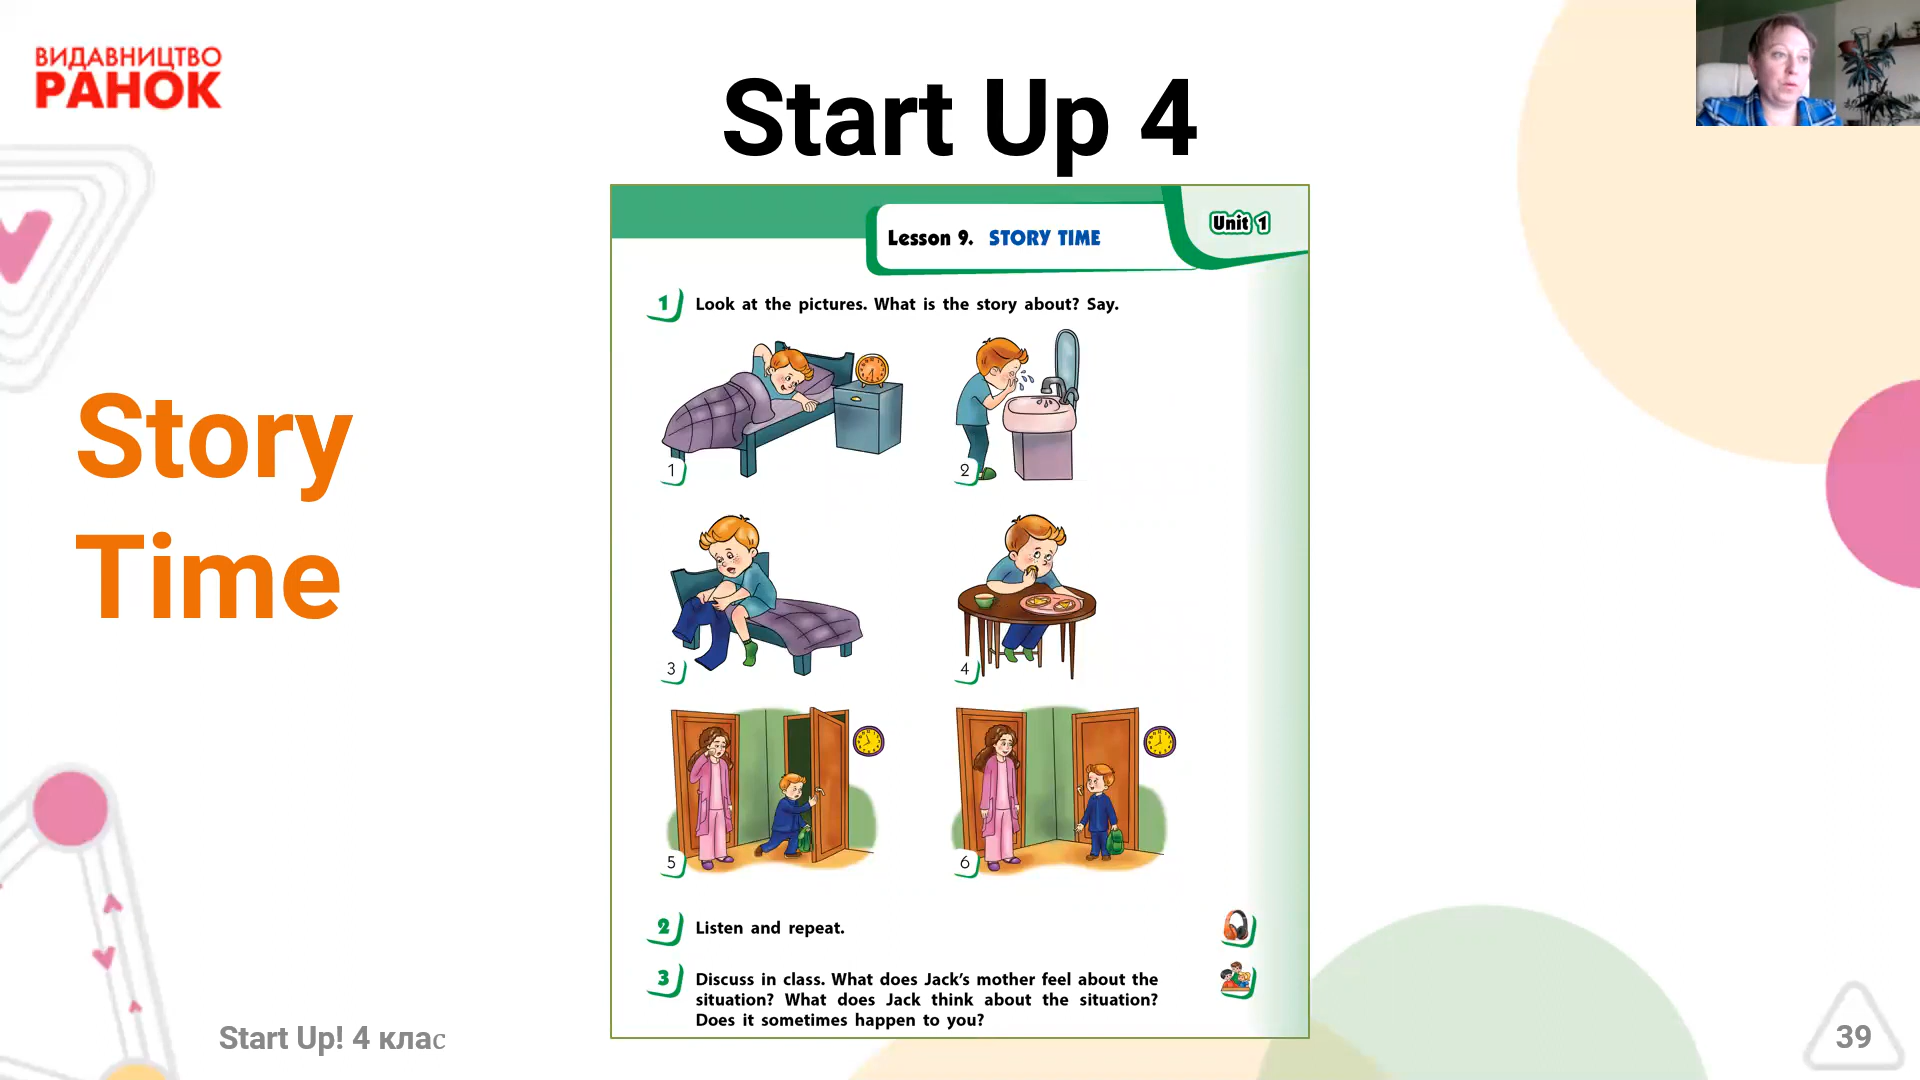 ВИДАВНИЦТВО
РАНОК
Start Up 4
Story
Time
Lesson 9. STORY TIME
Unit 1
1 Look at the pictures. What is the story about? Say.
1
2
3
4
5
6
2 Listen and repeat.
3 Discuss in class. What does Jack's mother feel about the
situation? What does Jack think about the situation?
Does it sometimes happen to you?
Start Up! 4 клас
39